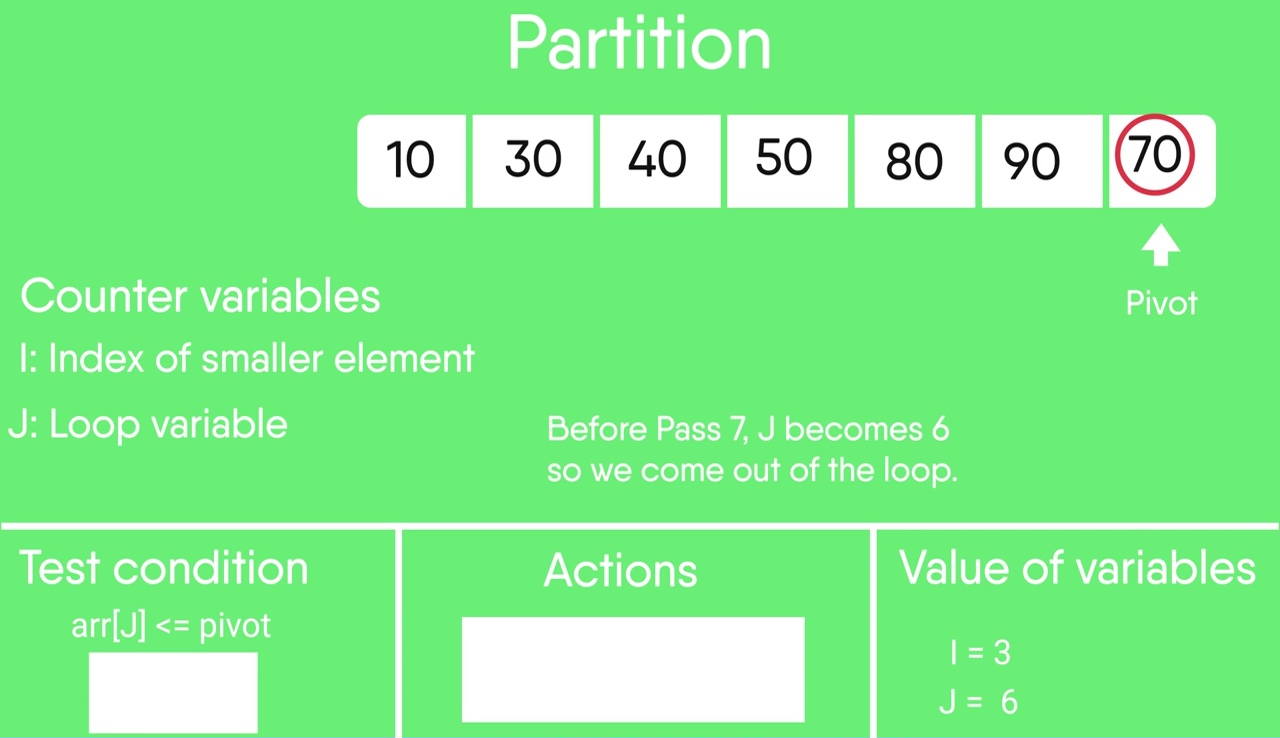 Partition
10 30 40 50 80 90 70
Pivot
Counter variables
I: Index of smaller element
J: Loop variable
Before Pass 7, J becomes 6
so we come out of the loop.
Test condition
arr[J] <= pivot
Actions
Value of variables
I = 3
J = 6